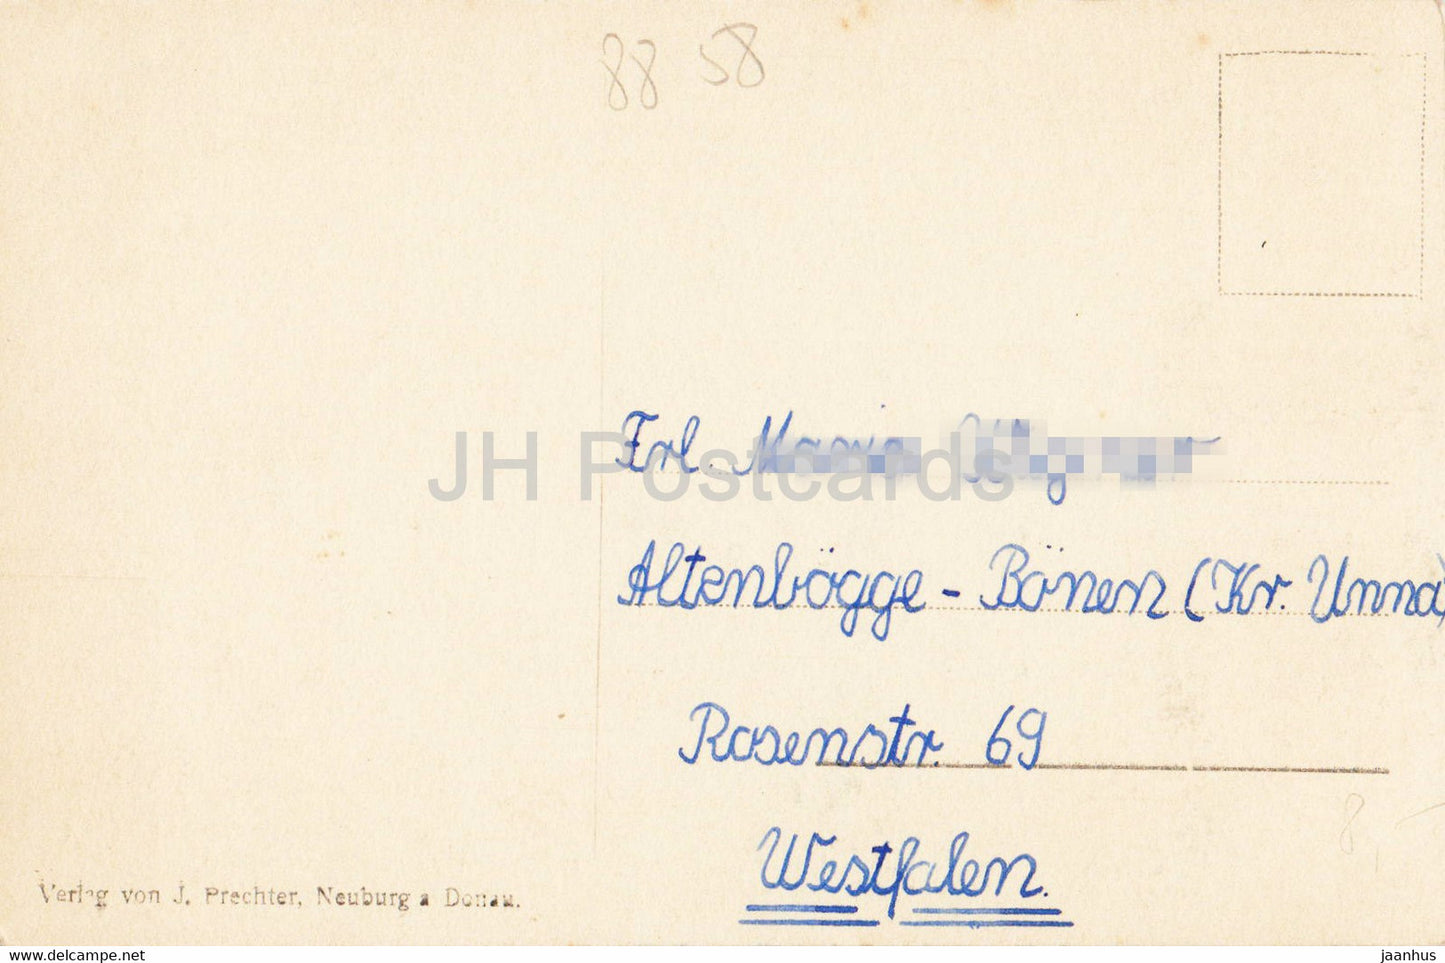 88 58
Frl.
JH Postcards
Altenbögge - Bönen (Kr. Unna)
Rosenstr. 69
8,-
Westfalen.
Verlag von J. Prechter, Neuburg a Donau.
www.delcampe.net
jaanhus